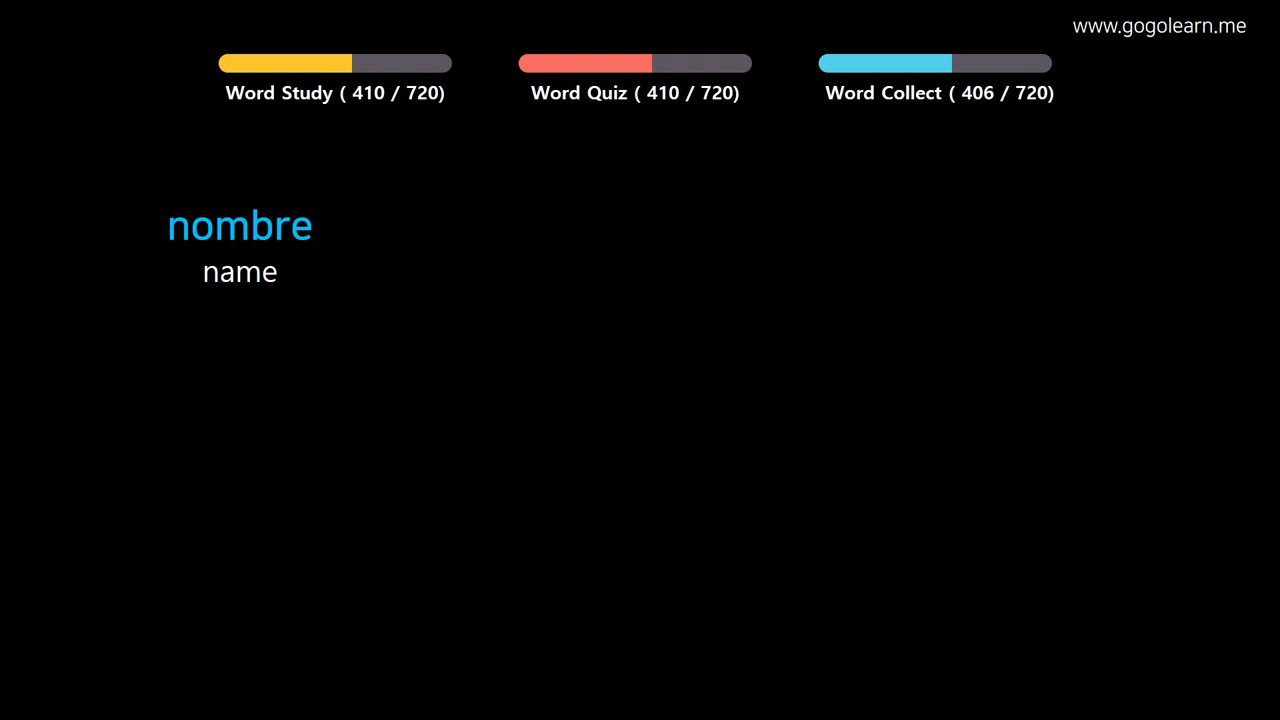 www.gogolearn.me
Word Study ( 410 / 720)
Word Quiz ( 410 / 720)
Word Collect ( 406 / 720)
nombre
name